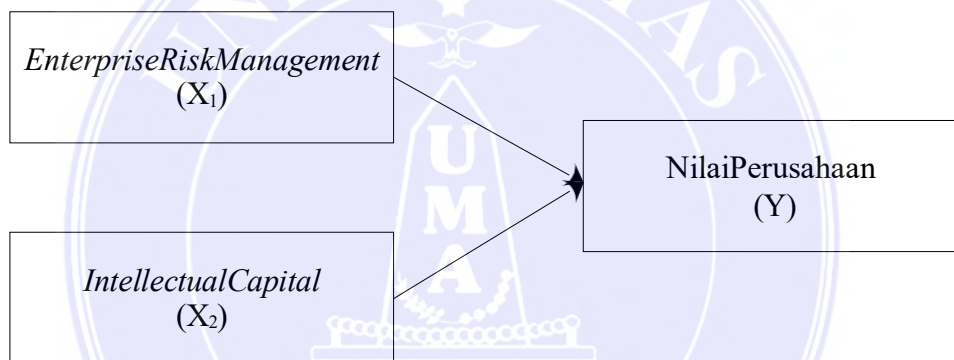 EnterpriseRiskManagement
(X₁)
NilaiPerusahaan
(Y)
IntellectualCapital
(X₂)
U
M
A